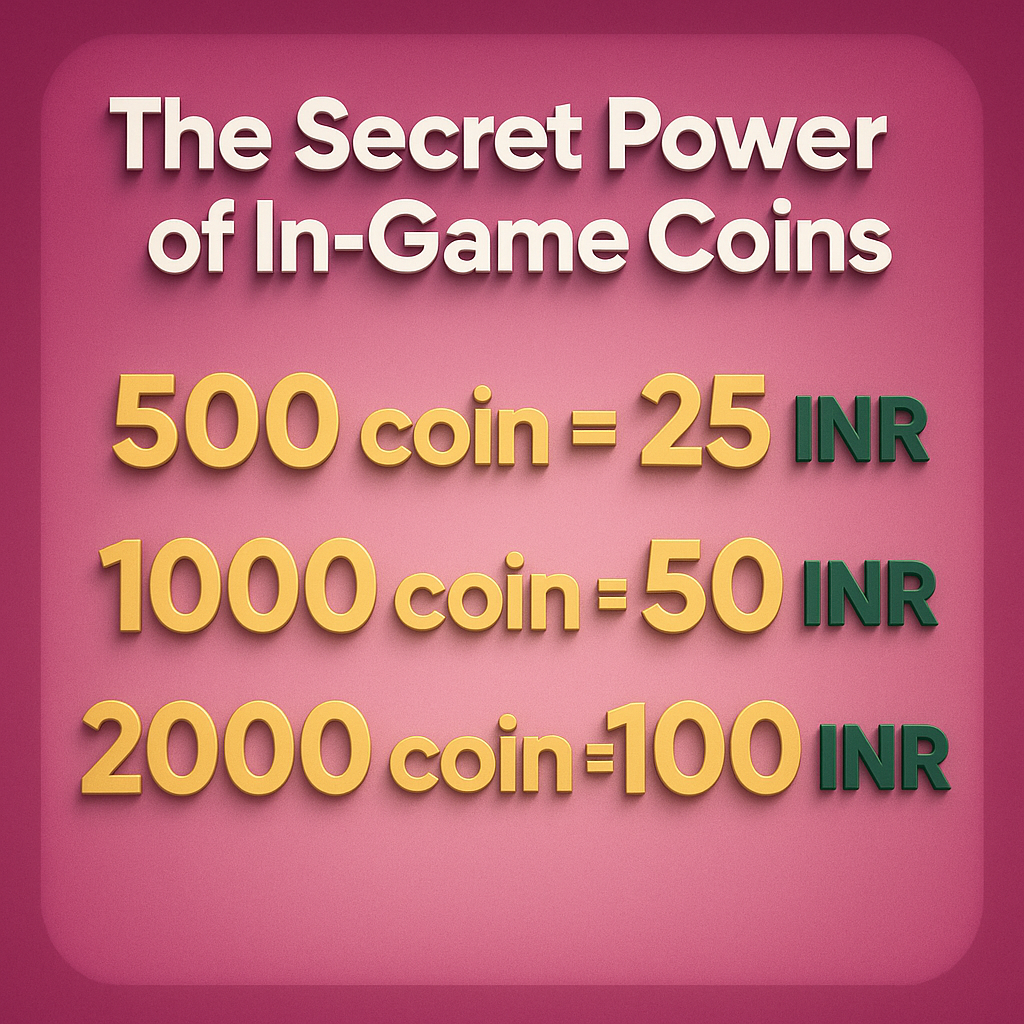 The Secret Power
of In-Game Coins
500 coin = 25 INR
1000 coin = 50 INR
2000 coin = 100 INR